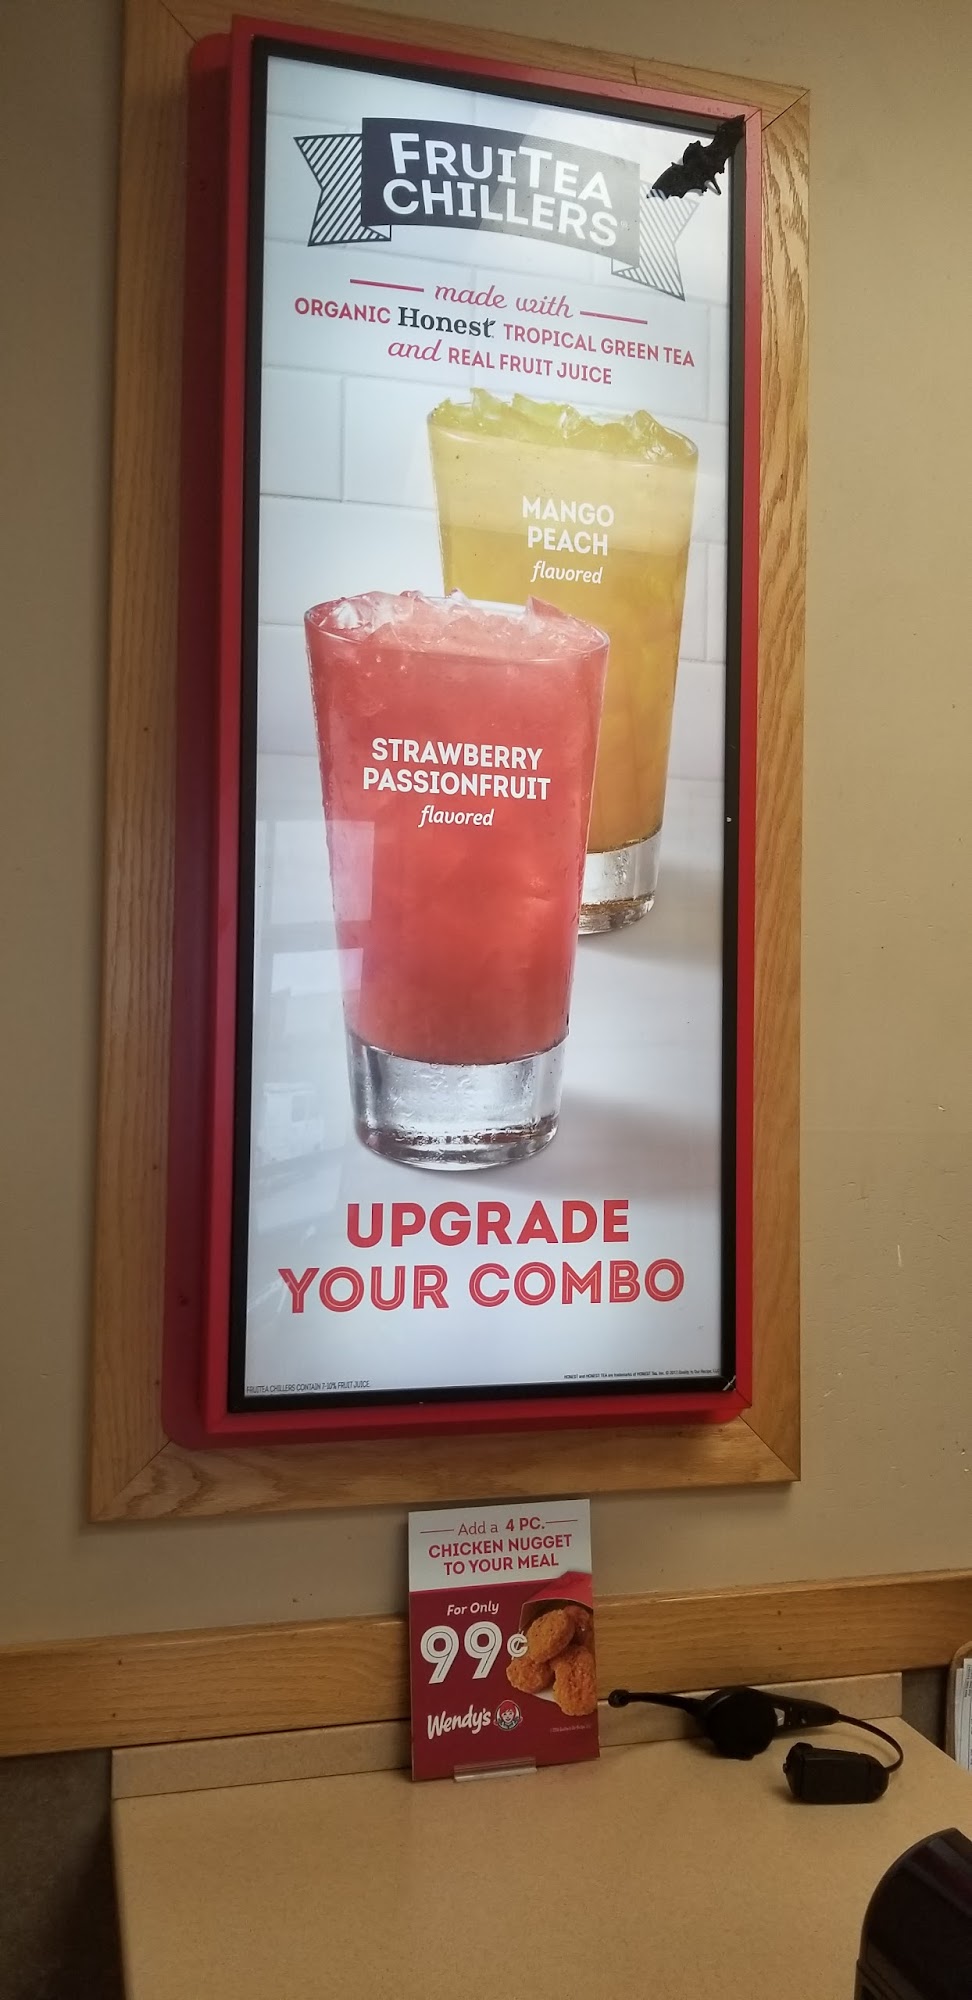 FRUITEA
CHILLERS
made with
ORGANIC Honest TROPICAL GREEN TEA
and REAL FRUIT JUICE
MANGO
PEACH
flavored
STRAWBERRY
PASSIONFRUIT
flavored
UPGRADE
YOUR COMBO
FRUITEA CHILLERS CONTAIN 7-10% FRUIT JUICE.
Add a 4 PC.
CHICKEN NUGGET
TO YOUR MEAL
For Only
99¢
Wendy's